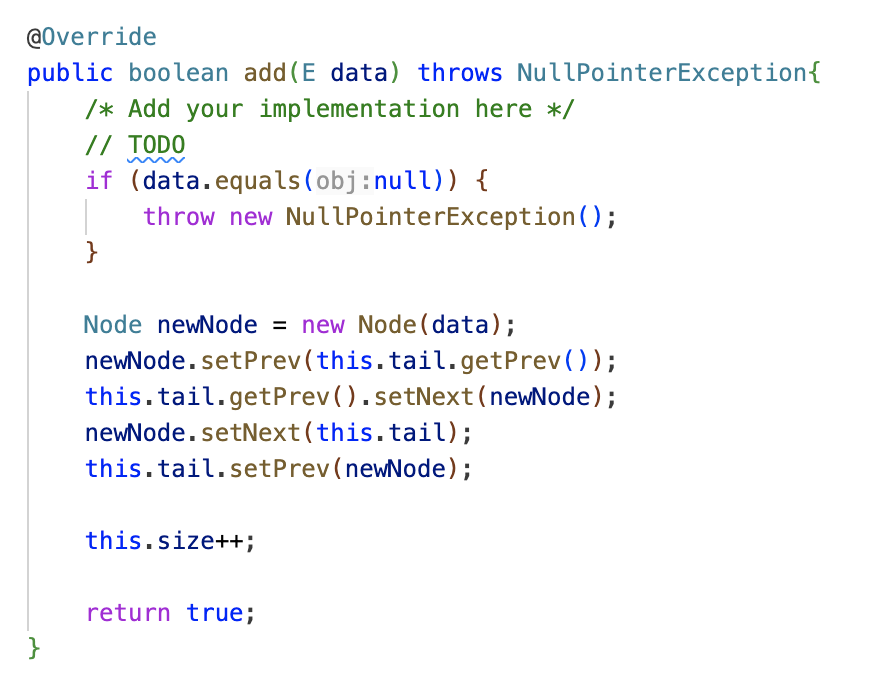 @Override
public boolean add(E data) throws NullPointerException{
    /* Add your implementation here */
    // TODO
    if (data.equals(obj:null)) {
        throw new NullPointerException();
    }

    Node newNode = new Node(data);
    newNode.setPrev(this.tail.getPrev());
    this.tail.getPrev().setNext(newNode);
    newNode.setNext(this.tail);
    this.tail.setPrev(newNode);

    this.size++;

    return true;
}